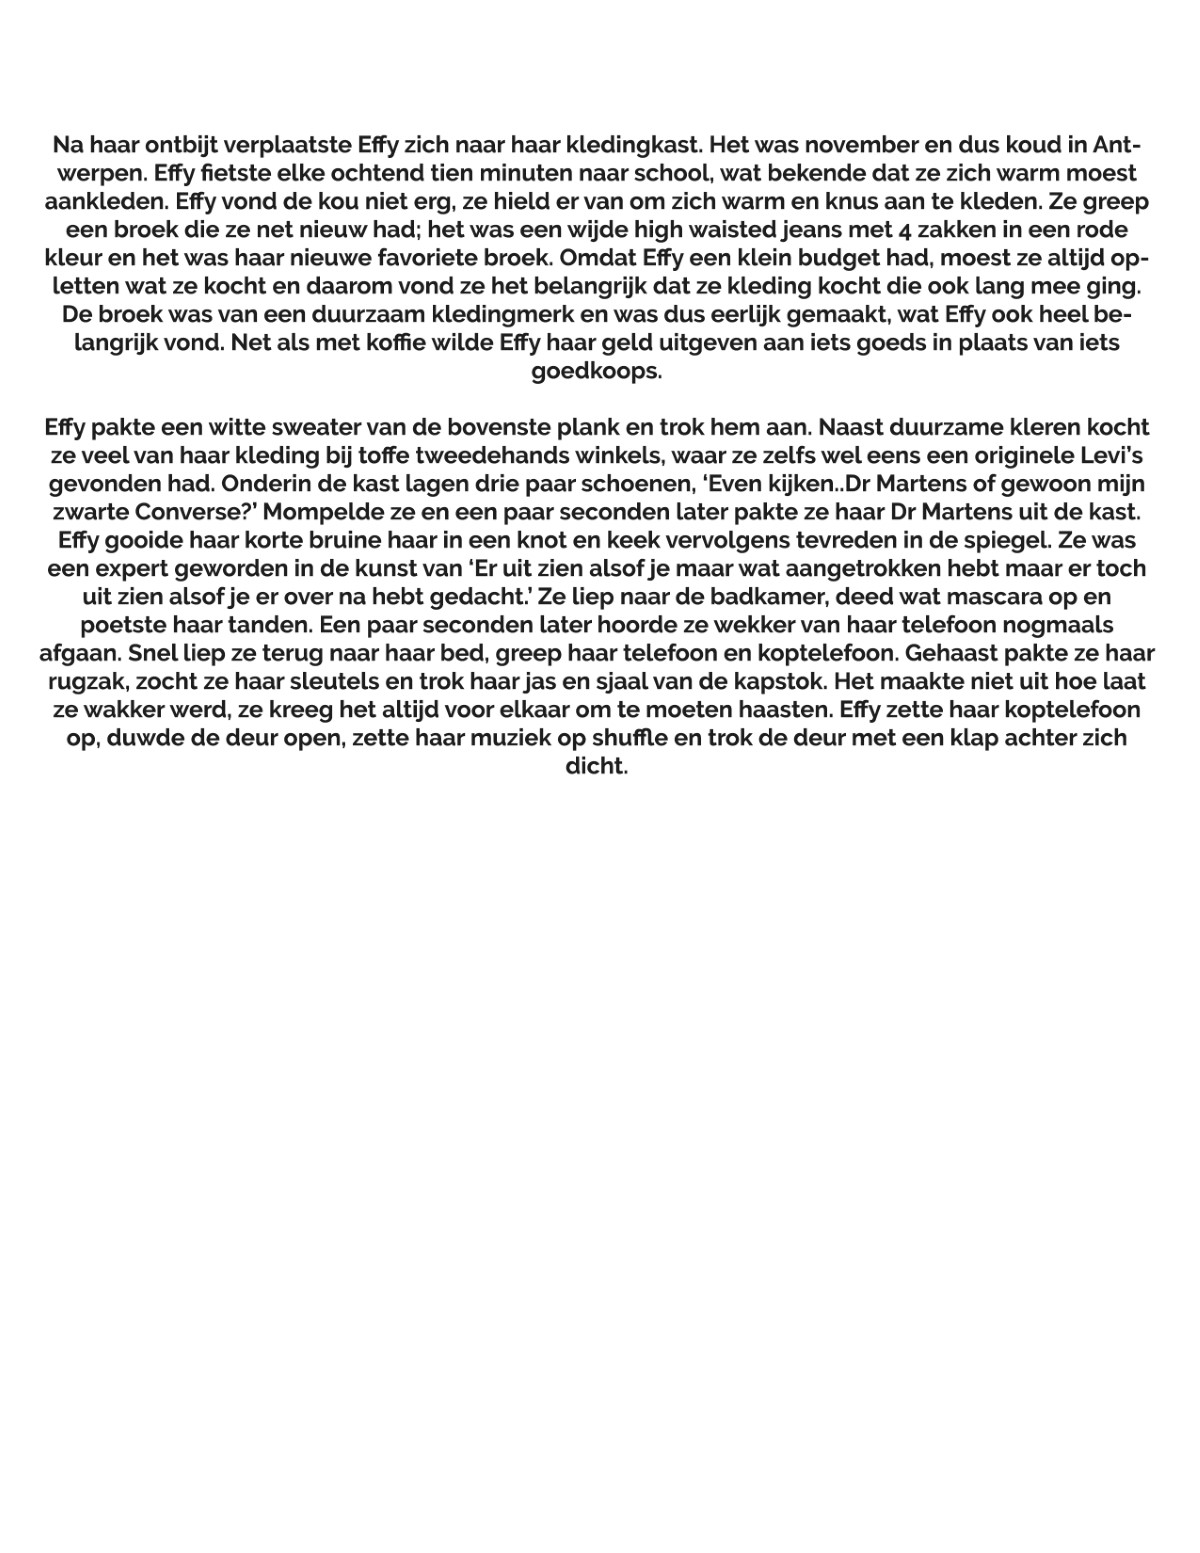 Na haar ontbijt verplaatste Effy zich naar haar kledingkast. Het was november en dus koud in Ant-
werpen. Effy fietste elke ochtend tien minuten naar school, wat bekende dat ze zich warm moest
aankleden. Effy vond de kou niet erg, ze hield er van om zich warm en knus aan te kleden. Ze greep
een broek die ze net nieuw had; het was een wijde high waisted jeans met 4 zakken in een rode
kleur en het was haar nieuwe favoriete broek. Omdat Effy een klein budget had, moest ze altijd op-
letten wat ze kocht en daarom vond ze het belangrijk dat ze kleding kocht die ook lang mee ging.
De broek was van een duurzaam kledingmerk en was dus eerlijk gemaakt, wat Effy ook heel be-
langrijk vond. Net als met koffie wilde Effy haar geld uitgeven aan iets goeds in plaats van iets
goedkoops.

Effy pakte een witte sweater van de bovenste plank en trok hem aan. Naast duurzame kleren kocht
ze veel van haar kleding bij toffe tweedehands winkels, waar ze zelfs wel eens een originele Levi’s
gevonden had. Onderin de kast lagen drie paar schoenen, ‘Even kijken..Dr Martens of gewoon mijn
zwarte Converse?’ Mompelde ze en een paar seconden later pakte ze haar Dr Martens uit de kast.
Effy gooide haar korte bruine haar in een knot en keek vervolgens tevreden in de spiegel. Ze was
een expert geworden in de kunst van ‘Er uit zien alsof je maar wat aangetrokken hebt maar er toch
uit zien alsof je er over na hebt gedacht.’ Ze liep naar de badkamer, deed wat mascara op en
poetste haar tanden. Een paar seconden later hoorde ze wekker van haar telefoon nogmaals
afgaan. Snel liep ze terug naar haar bed, greep haar telefoon en koptelefoon. Gehaast pakte ze haar
rugzak, zocht ze haar sleutels en trok haar jas en sjaal van de kapstok. Het maakte niet uit hoe laat
ze wakker werd, ze kreeg het altijd voor elkaar om te moeten haasten. Effy zette haar koptelefoon
op, duwde de deur open, zette haar muziek op shuffle en trok de deur met een klap achter zich
dicht.